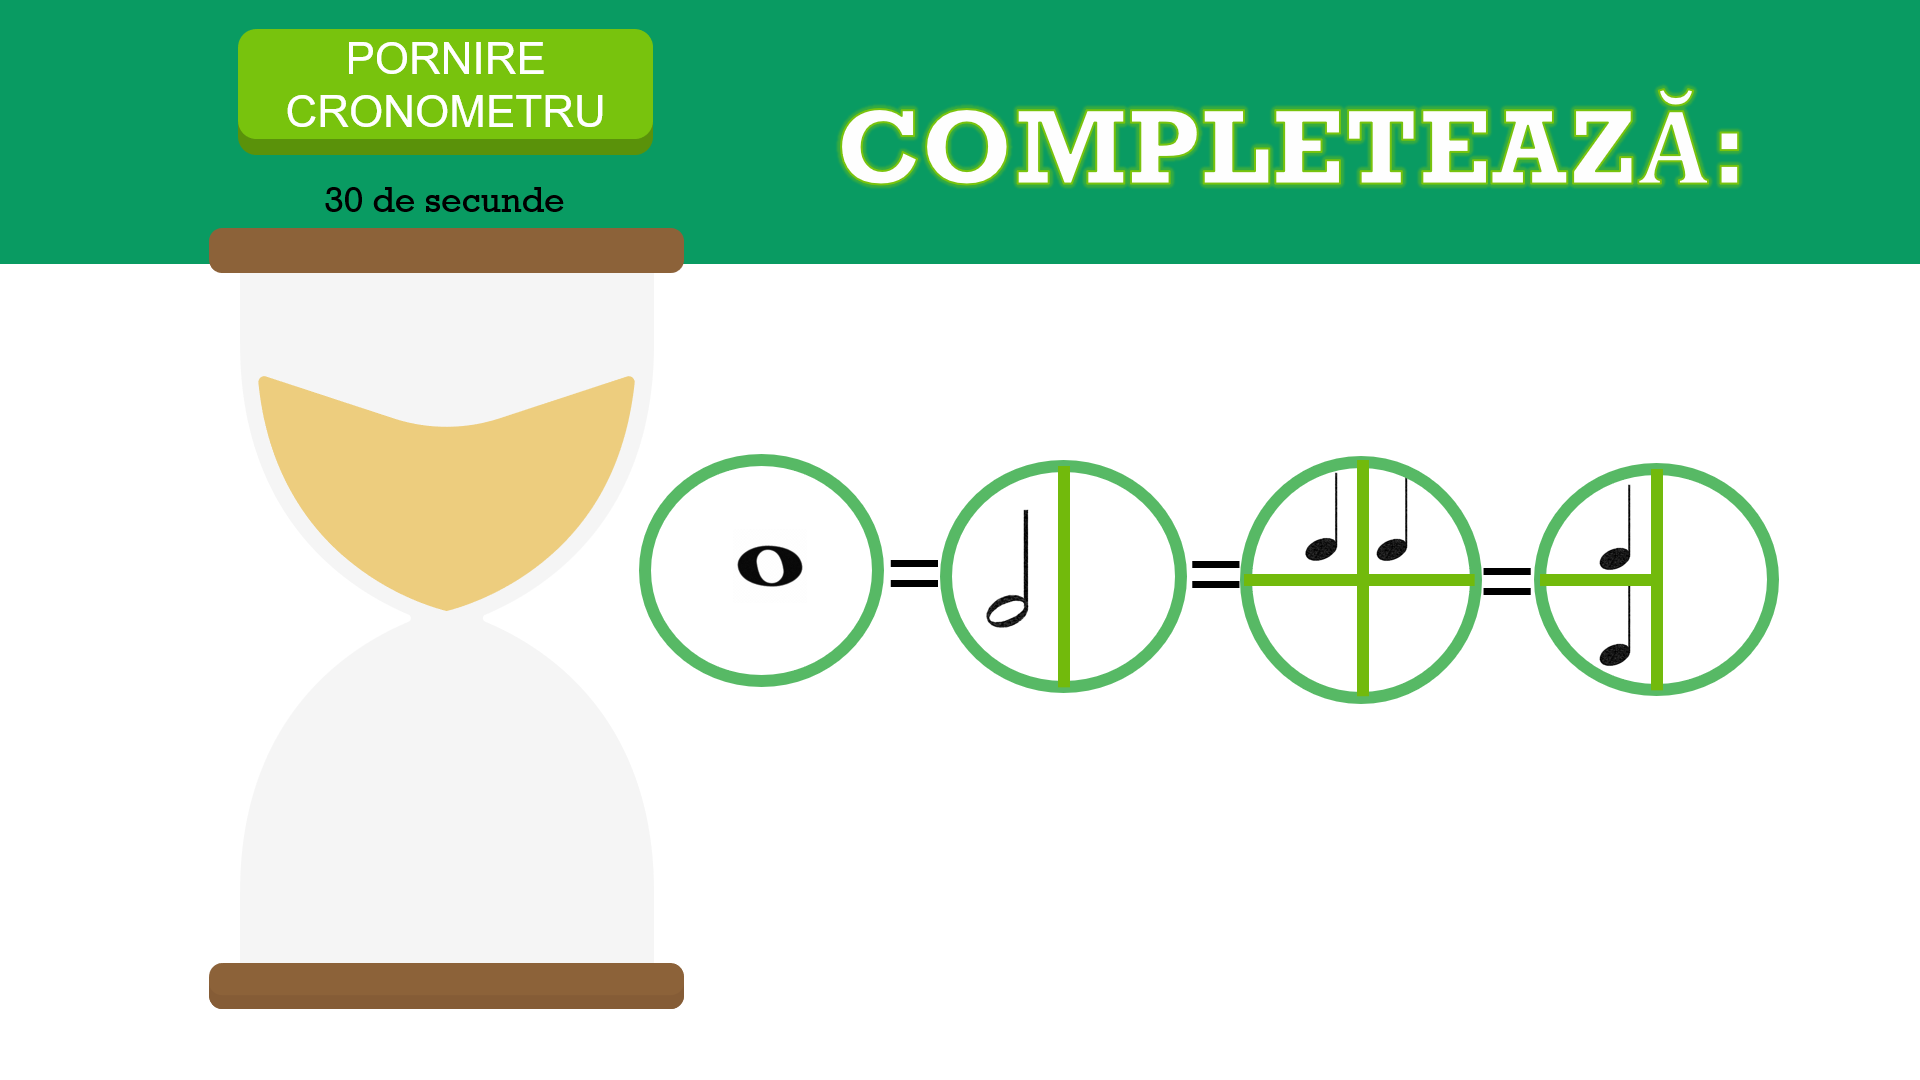 PORNIRE
CRONOMETRU
COMPLETEAZĂ:
30 de secunde
= = =